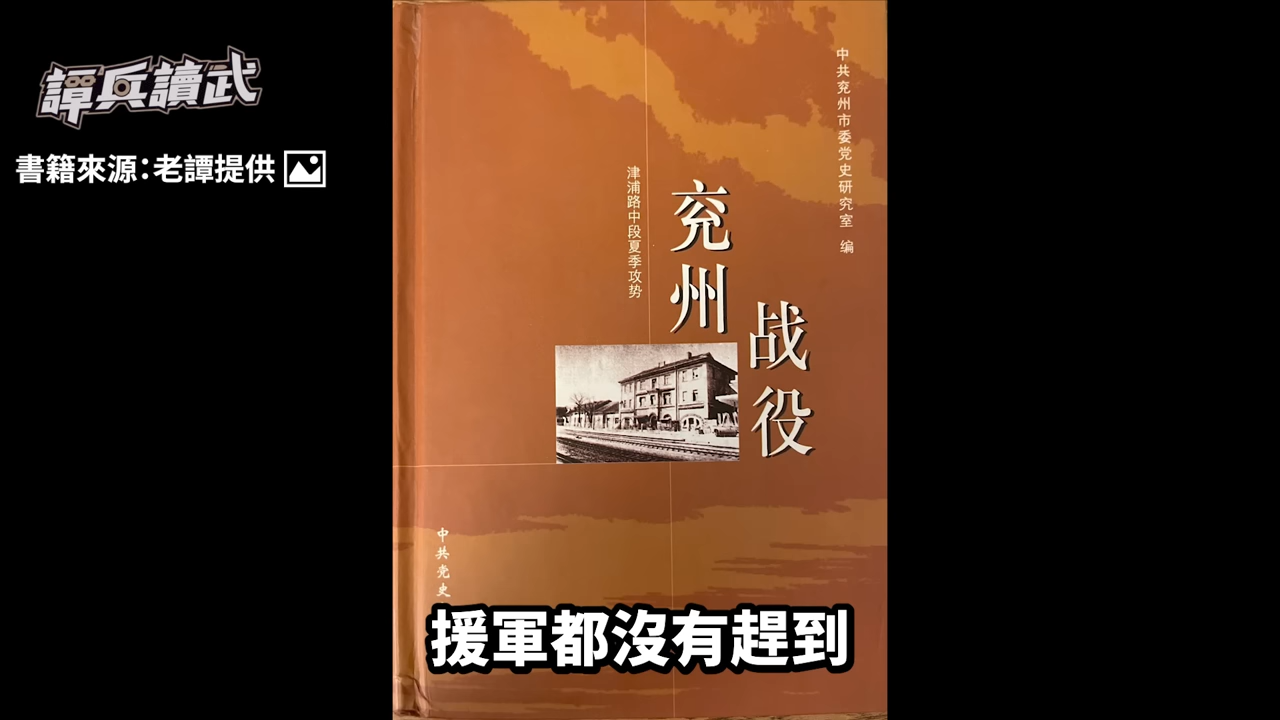 譚兵讀武
書籍來源：老譚提供
中共兖州市委党史研究室 编
津浦路中段夏季攻势
兖州
战役
中共党史
援軍都沒有趕到